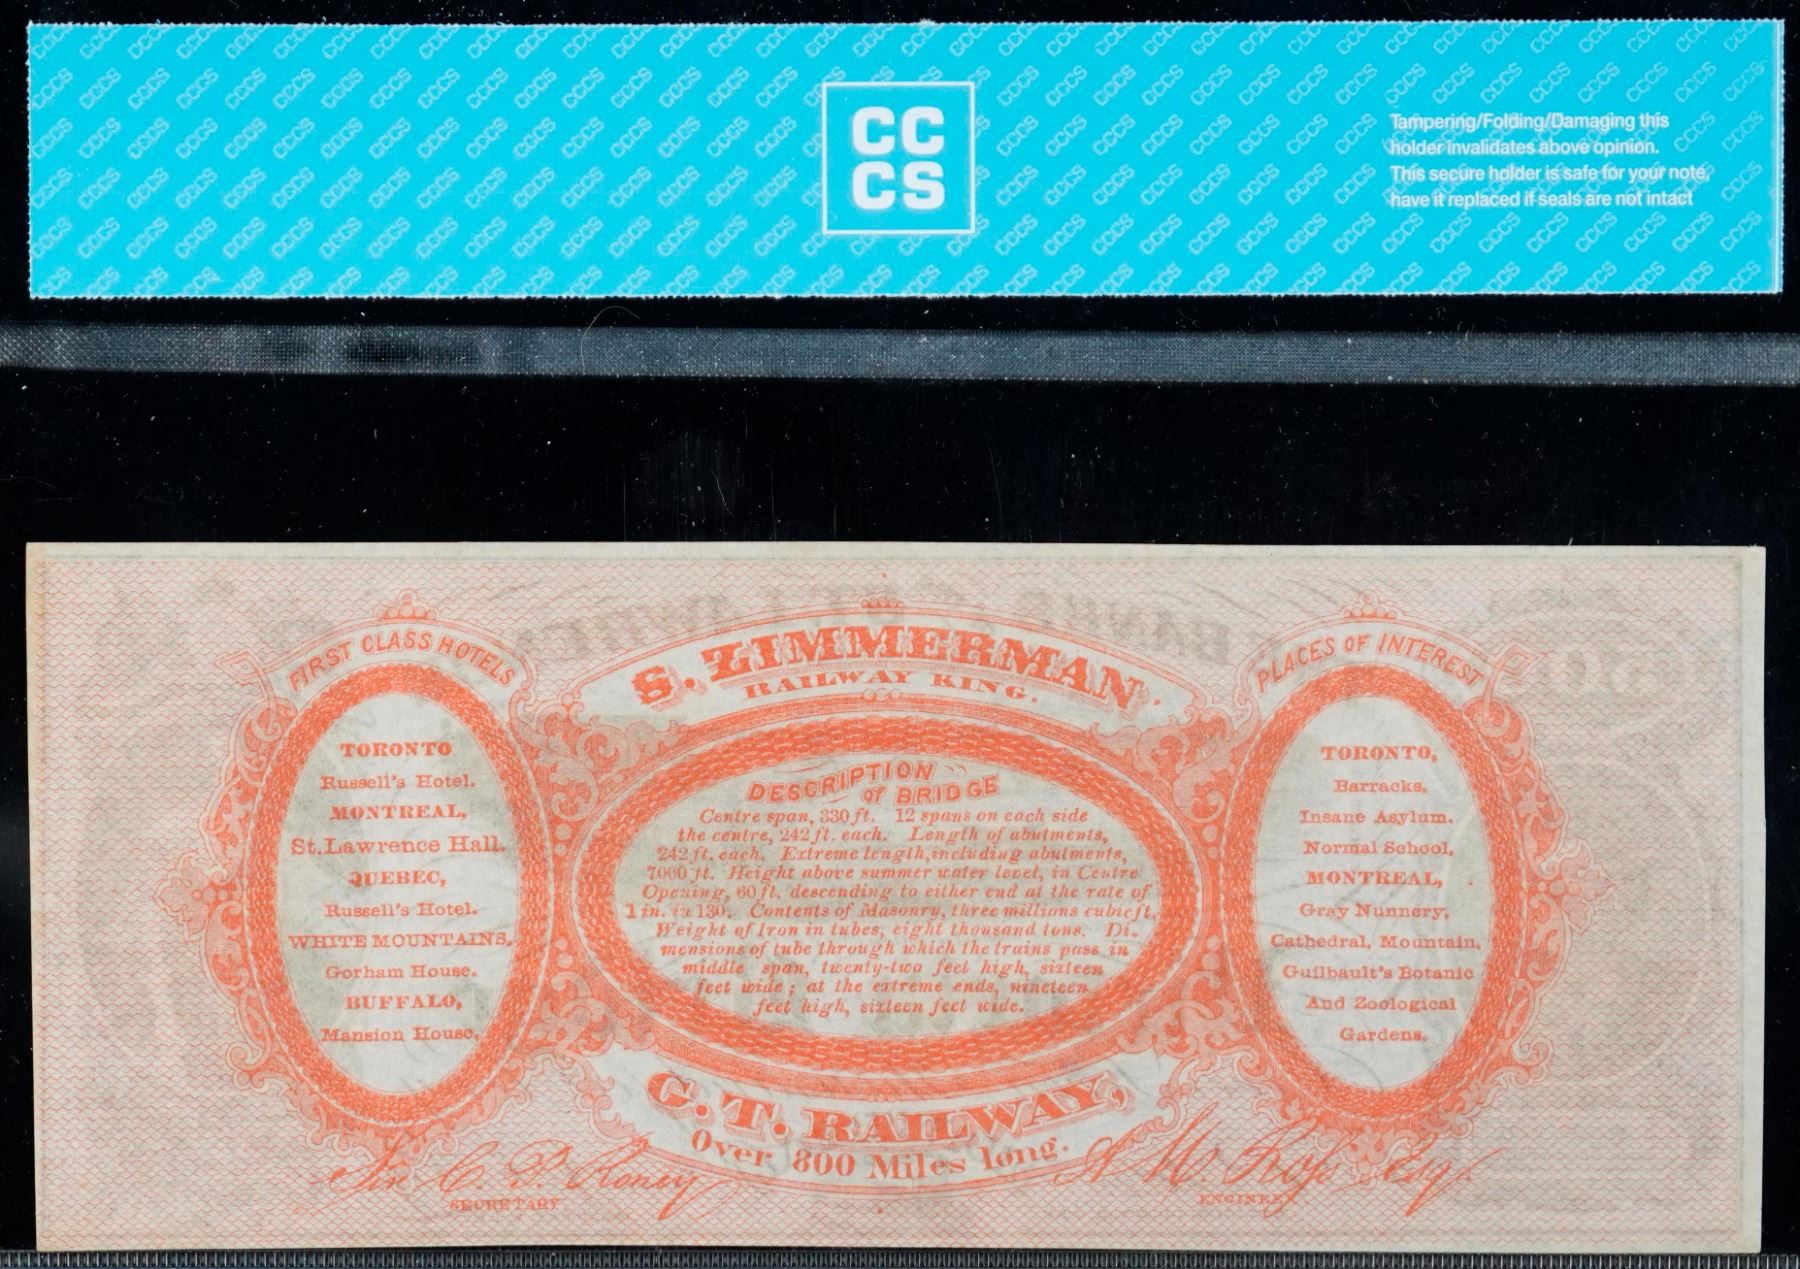 CC
CS
Tampering/Folding/Damaging this
holder invalidates above opinion.
This secure holder is safe for your note,
have it replaced if seals are not intact
FIRST CLASS HOTELS
TORONTO
Russell's Hotel.
MONTREAL,
St. Lawrence Hall.
QUEBEC,
Russell's Hotel.
WHITE MOUNTAINS.
Gorham House.
BUFFALO,
Mansion House.
S. ZIMMERMAN
RAILWAY KING.
DESCRIPTION
of BRIDGE
Centre span, 330 ft. 12 spans on each side
the centre, 242 ft. each. Length of abutments,
242 ft. each. Extreme length, including abutments,
7000 ft. Height above summer water level, in Centre
Opening, 60 ft. descending to either end at the rate of
1 in. in 130. Contents of Masonry, three millions cubic ft.
Weight of Iron in tubes, eight thousand tons. Di-
mensions of tube through which the trains pass in
middle span, twenty-two feet high, sixteen
feet wide; at the extreme ends, nineteen
feet high, sixteen feet wide.
G. T. RAILWAY,
Over 800 Miles long.
PLACES OF INTEREST
TORONTO,
Barracks,
Insane Asylum.
Normal School,
MONTREAL,
Gray Nunnery,
Cathedral, Mountain,
Guilbault's Botanic
And Zoological
Gardens.
Sir C. P. Roney
SECRETARY
A M. Ross Esq.
ENGINEER